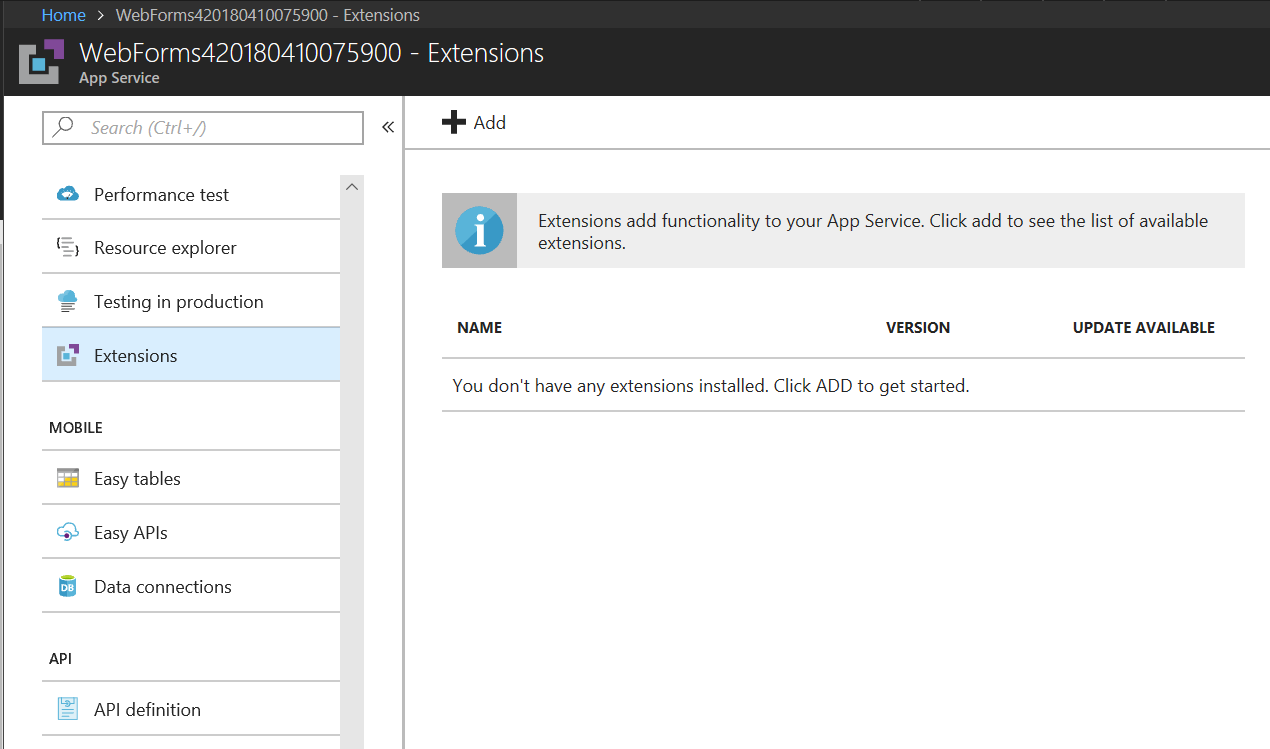 Home > WebForms420180410075900 - Extensions
WebForms420180410075900 - Extensions
App Service
Search (Ctrl+/)
«
Performance test
Resource explorer
Testing in production
Extensions
MOBILE
Easy tables
Easy APIs
DB Data connections
API
API definition
Add
i
Extensions add functionality to your App Service. Click add to see the list of available
extensions.
NAME VERSION UPDATE AVAILABLE
You don't have any extensions installed. Click ADD to get started.